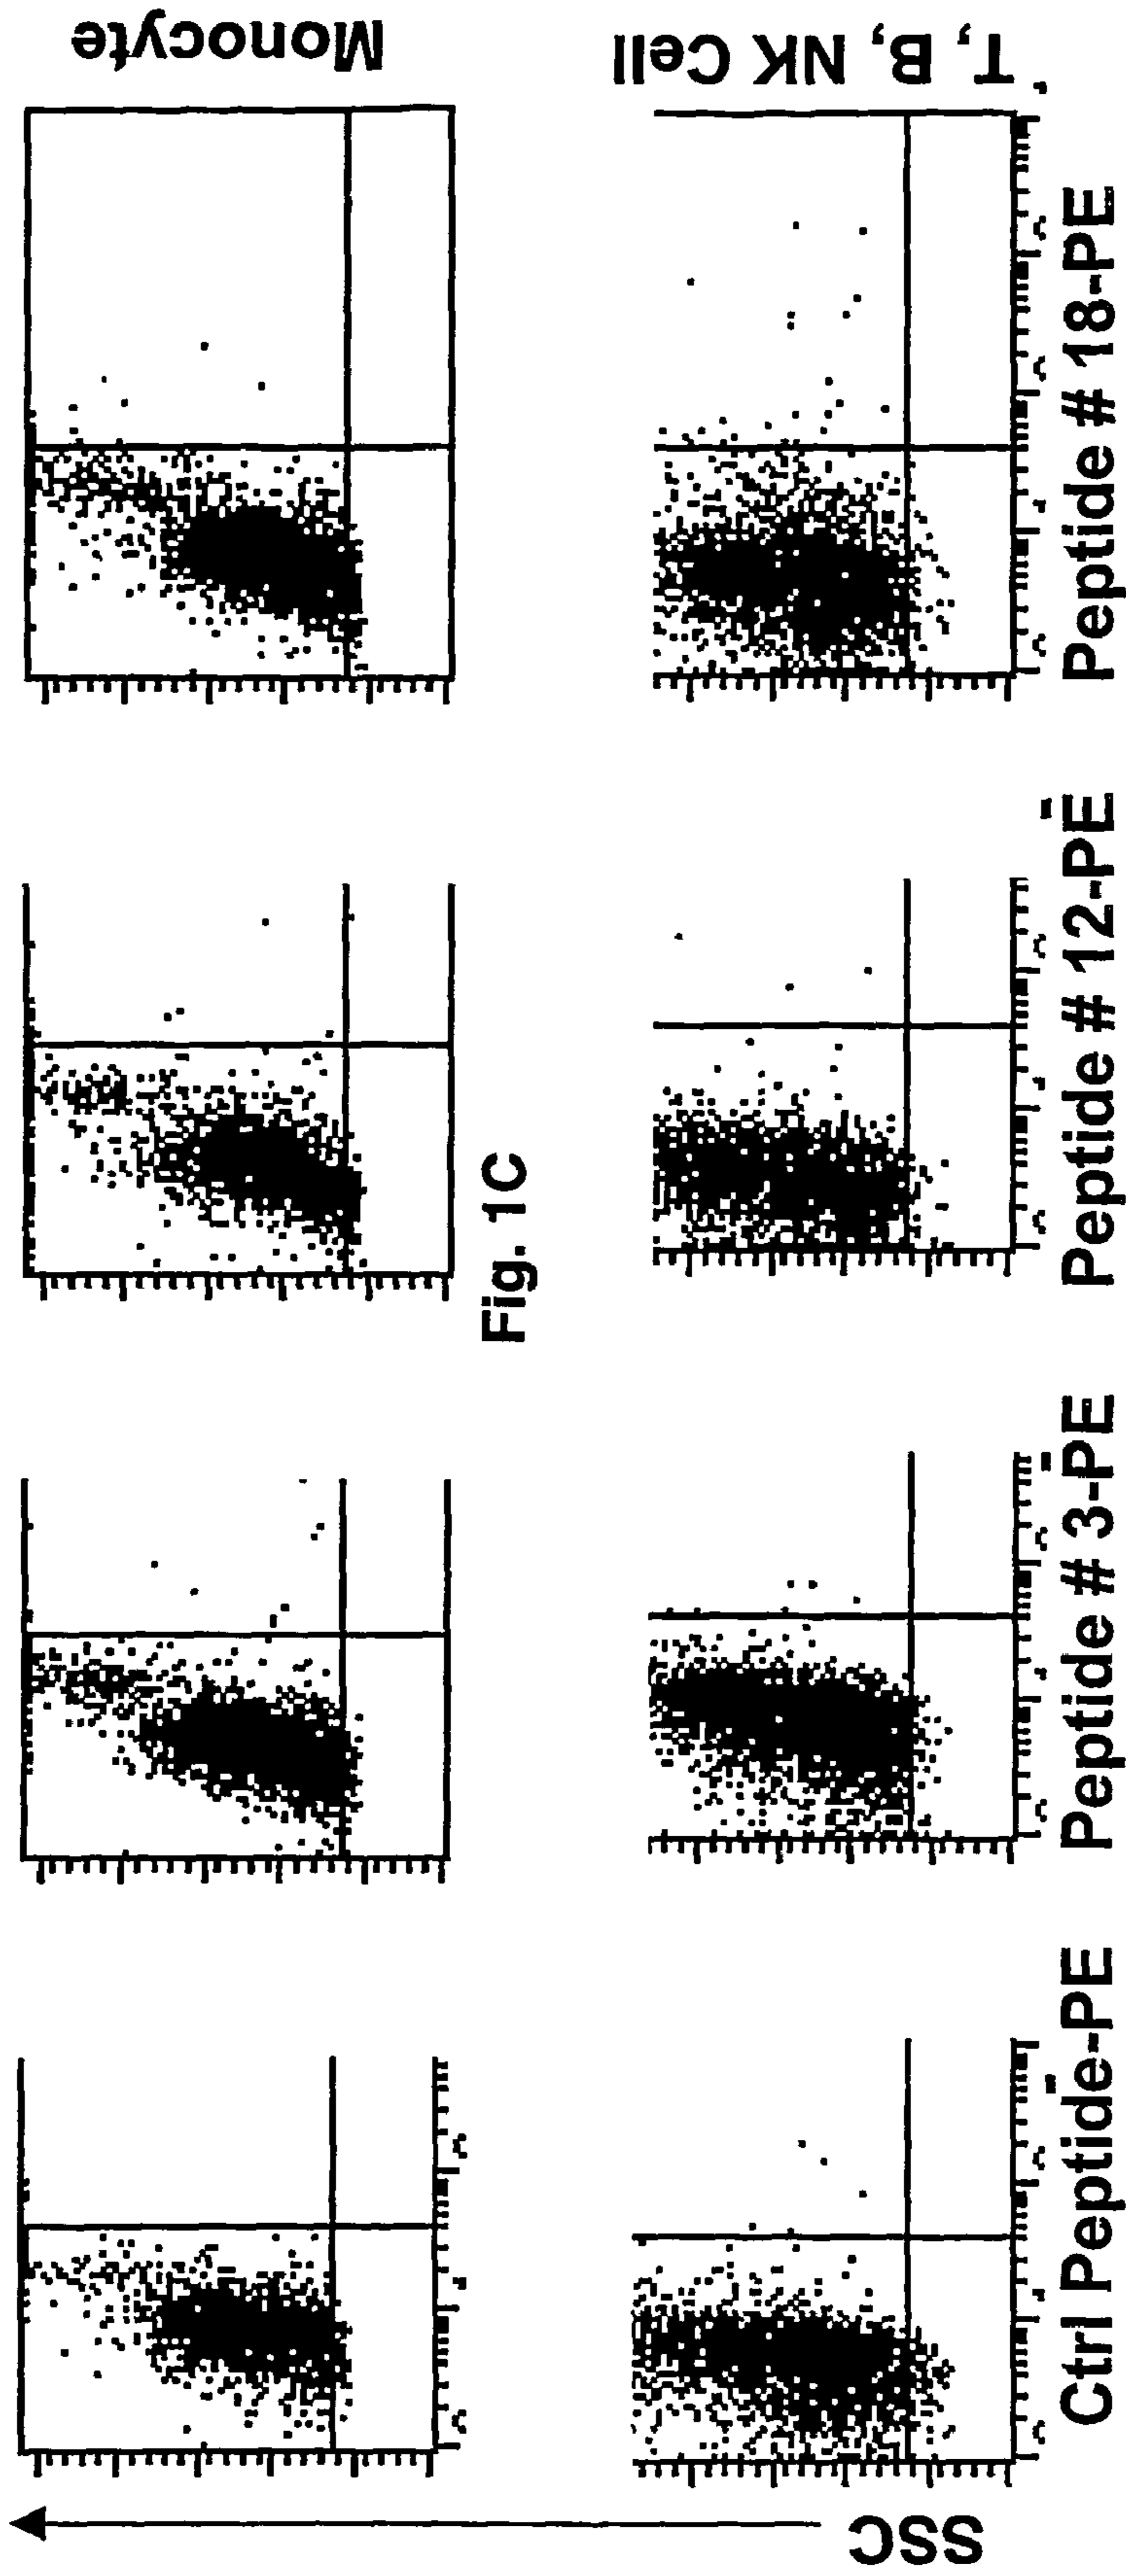 Monocyte
T, B, NK Cell
Fig. 1C
SSC
Ctrl Peptide-PE
Peptide # 3-PE
Peptide # 12-PE
Peptide # 18-PE